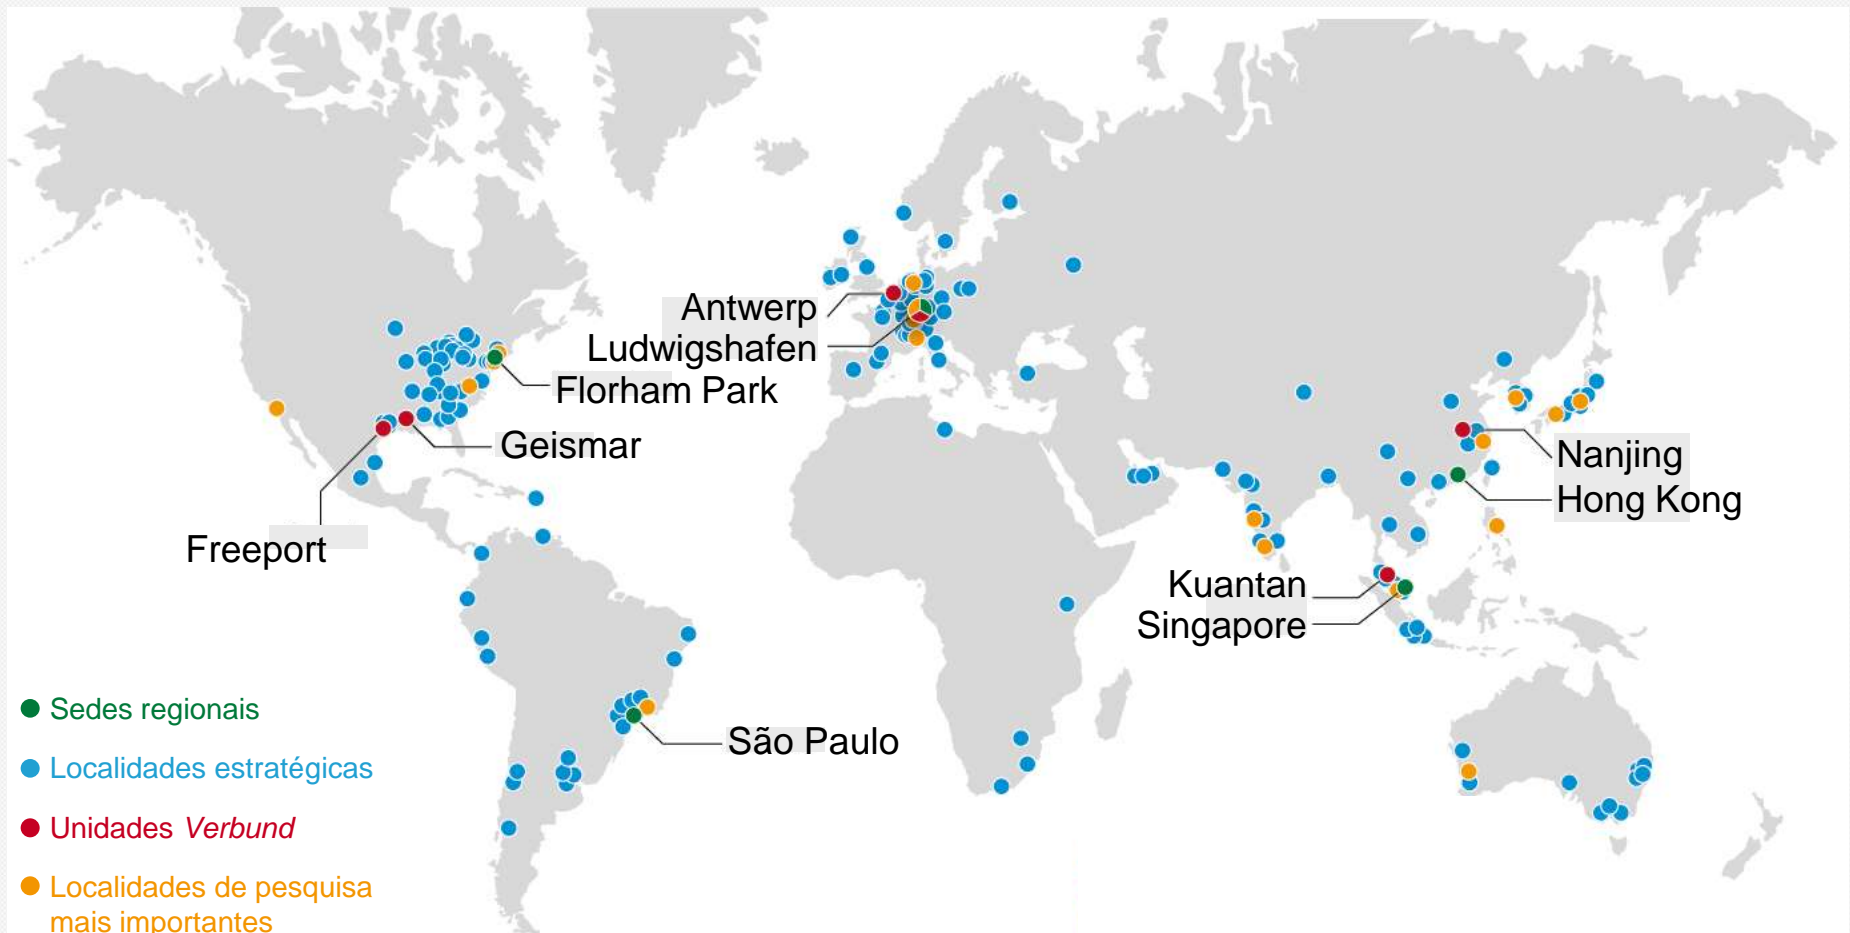 Antwerp
Ludwigshafen
Florham Park
Geismar
Freeport
Nanjing
Hong Kong
Kuantan
Singapore
São Paulo
Sedes regionais
Localidades estratégicas
Unidades Verbund
Localidades de pesquisa
mais importantes